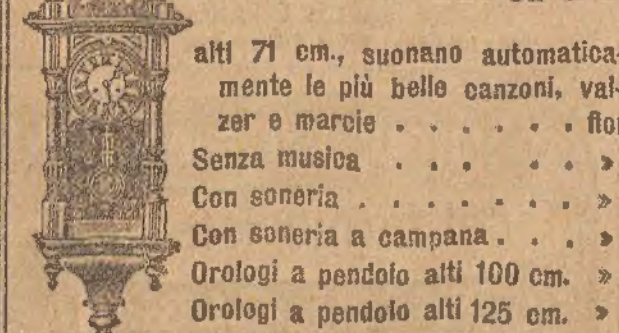 alti 71 cm., suonano automatica-
mente le più belle canzoni, val-
zer e marcie . . . . . . fior
Senza musica . . . . . »
Con soneria . . . . . . . »
Con soneria a campana . . . »
Orologi a pendolo alti 100 cm. »
Orologi a pendolo alti 125 cm. »